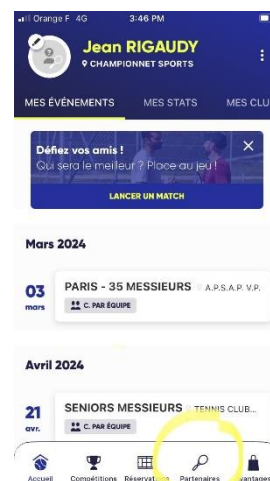 Orange F 4G 3:46 PM
Jean RIGAUDY
CHAMPIONNET SPORTS
MES ÉVÉNEMENTS MES STATS MES CLU
Défiez vos amis !
Qui sera le meilleur ? Place au jeu !
LANCER UN MATCH
Mars 2024
03 PARIS - 35 MESSIEURS A.P.S.A.P. V.P.
mars C. PAR ÉQUIPE
Avril 2024
21 SENIORS MESSIEURS TENNIS CLUB...
avr. C. PAR ÉQUIPE
Accueil Compétitions Réservations Partenaires Avantages